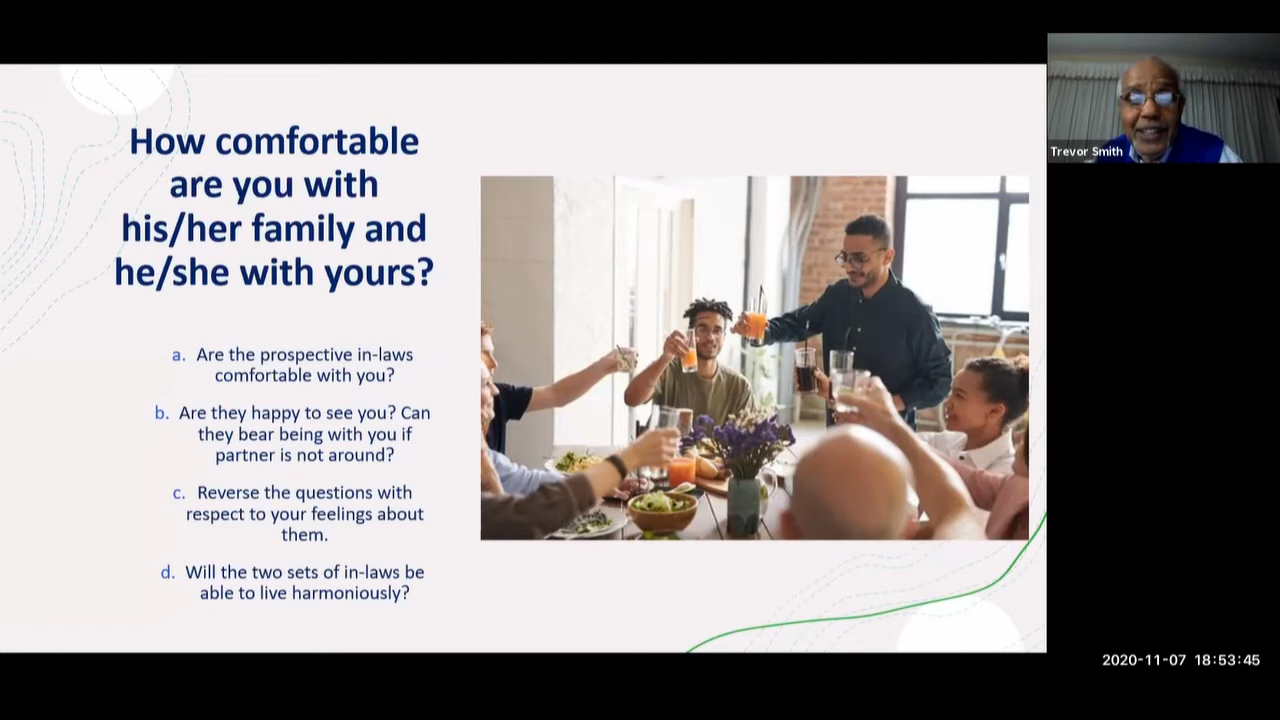 How comfortable
are you with
his/her family and
he/she with yours?
a. Are the prospective in-laws
comfortable with you?
b. Are they happy to see you? Can
they bear being with you if
partner is not around?
c. Reverse the questions with
respect to your feelings about
them.
d. Will the two sets of in-laws be
able to live harmoniously?
Trevor Smith
2020-11-07 18:53:45